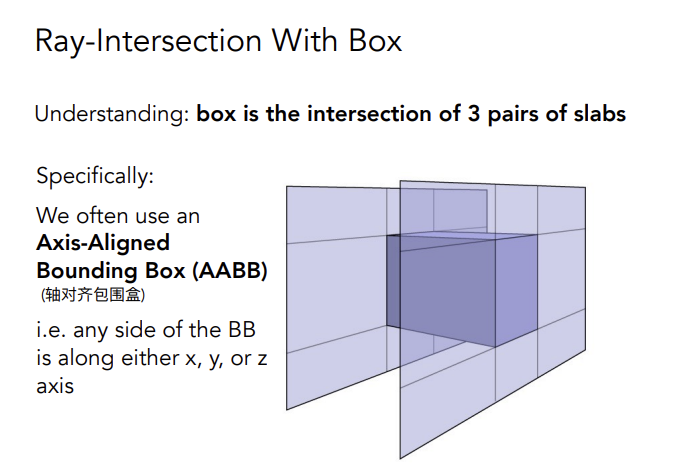 Ray-Intersection With Box
Understanding: box is the intersection of 3 pairs of slabs
Specifically:
We often use an
Axis-Aligned
Bounding Box (AABB)
(轴对齐包围盒)
i.e. any side of the BB
is along either x, y, or z
axis